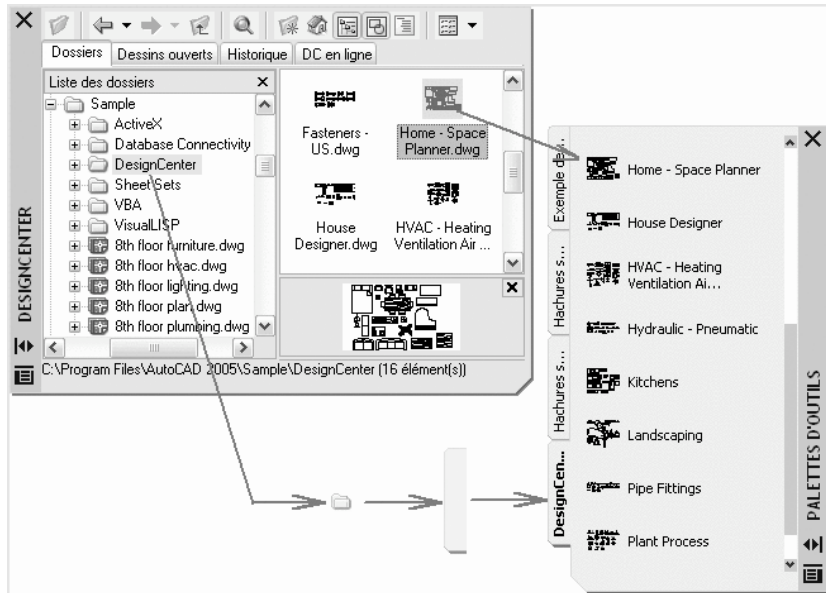 Dossiers
Dessins ouverts
Historique
DC en ligne
Liste des dossiers
Sample
ActiveX
Database Connectivity
DesignCenter
Sheet Sets
VBA
VisualLISP
8th floor furniture.dwg
8th floor hvac.dwg
8th floor lighting.dwg
8th floor plan.dwg
8th floor plumbing.dwg
Fasteners -
US.dwg
Home - Space
Planner.dwg
House
Designer.dwg
HVAC - Heating
Ventilation Air ...
C:\Program Files\AutoCAD 2005\Sample\DesignCenter (16 élément(s))
DESIGNCENTER
Exemple de...
Hachures s...
Hachures s...
DesignCen...
Home - Space Planner
House Designer
HVAC - Heating
Ventilation Ai...
Hydraulic - Pneumatic
Kitchens
Landscaping
Pipe Fittings
Plant Process
PALETTES D'OUTILS